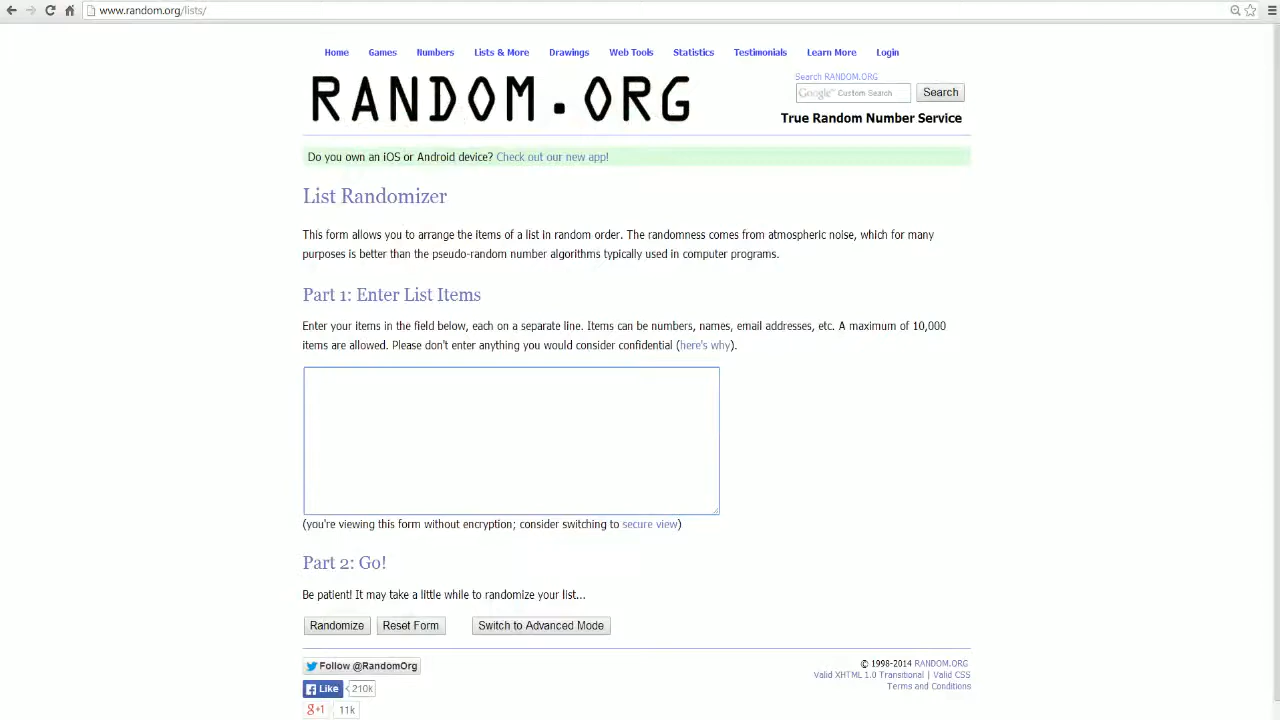 www.random.org/lists/
Home Games Numbers Lists & More Drawings Web Tools Statistics Testimonials Learn More Login
RANDOM.ORG
Search RANDOM.ORG
Google™ Custom Search Search
True Random Number Service
Do you own an iOS or Android device? Check out our new app!
List Randomizer
This form allows you to arrange the items of a list in random order. The randomness comes from atmospheric noise, which for many
purposes is better than the pseudo-random number algorithms typically used in computer programs.
Part 1: Enter List Items
Enter your items in the field below, each on a separate line. Items can be numbers, names, email addresses, etc. A maximum of 10,000
items are allowed. Please don't enter anything you would consider confidential (here's why).
(you're viewing this form without encryption; consider switching to secure view)
Part 2: Go!
Be patient! It may take a little while to randomize your list...
Randomize Reset Form Switch to Advanced Mode
Follow @RandomOrg
Like 210k
g+1 11k
© 1998-2014 RANDOM.ORG
Valid XHTML 1.0 Transitional | Valid CSS
Terms and Conditions